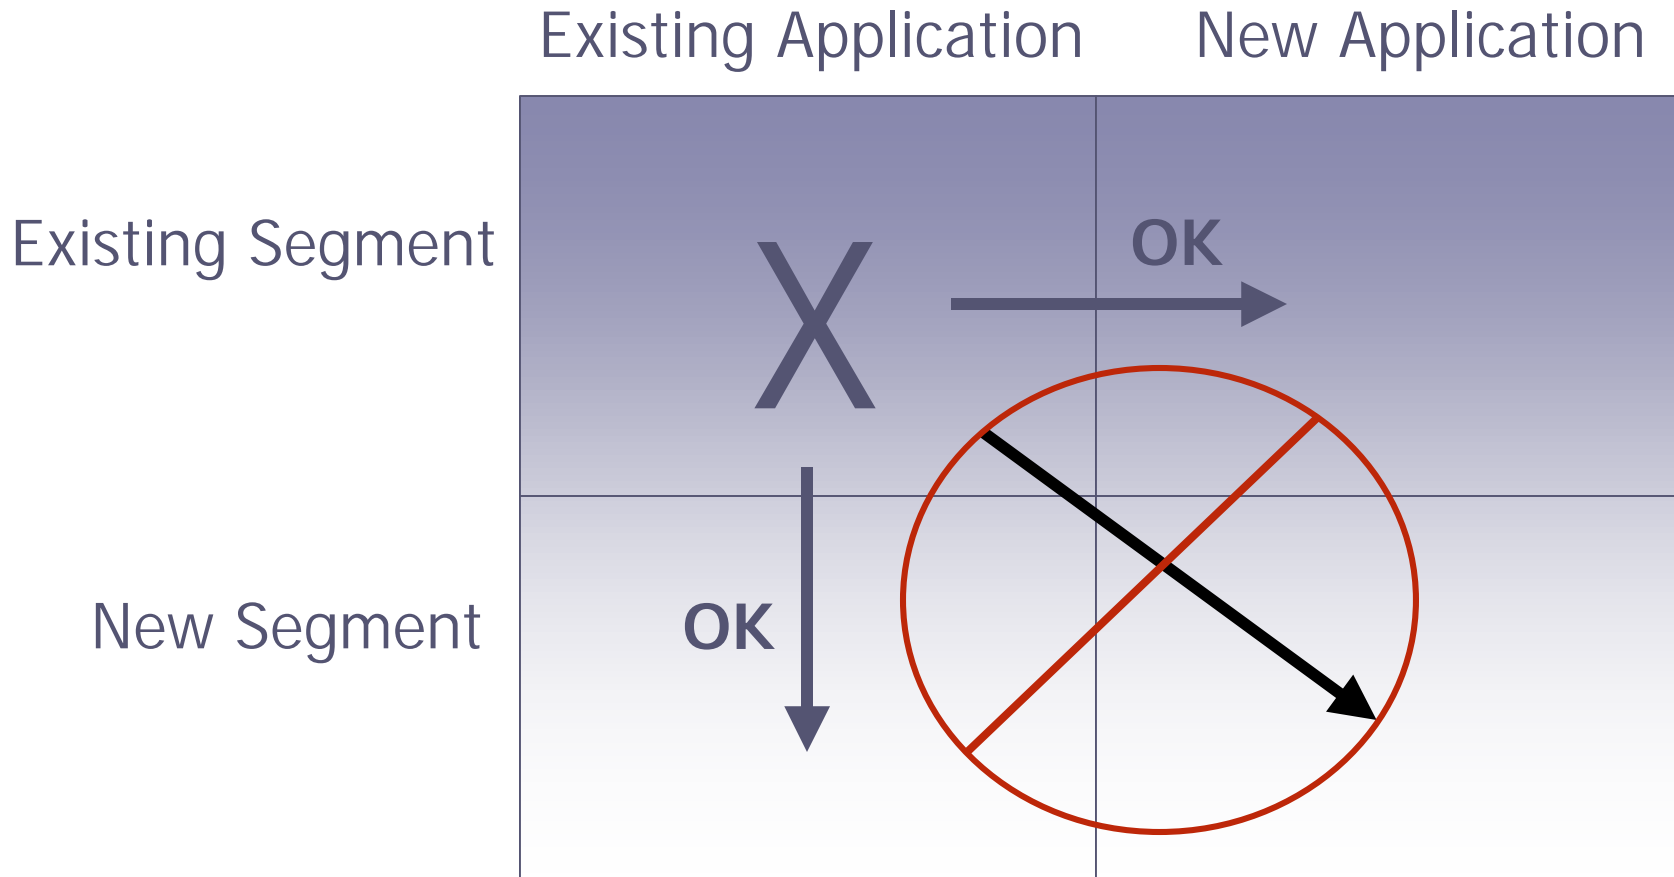 Existing Application New Application
Existing Segment
OK
X
New Segment
OK